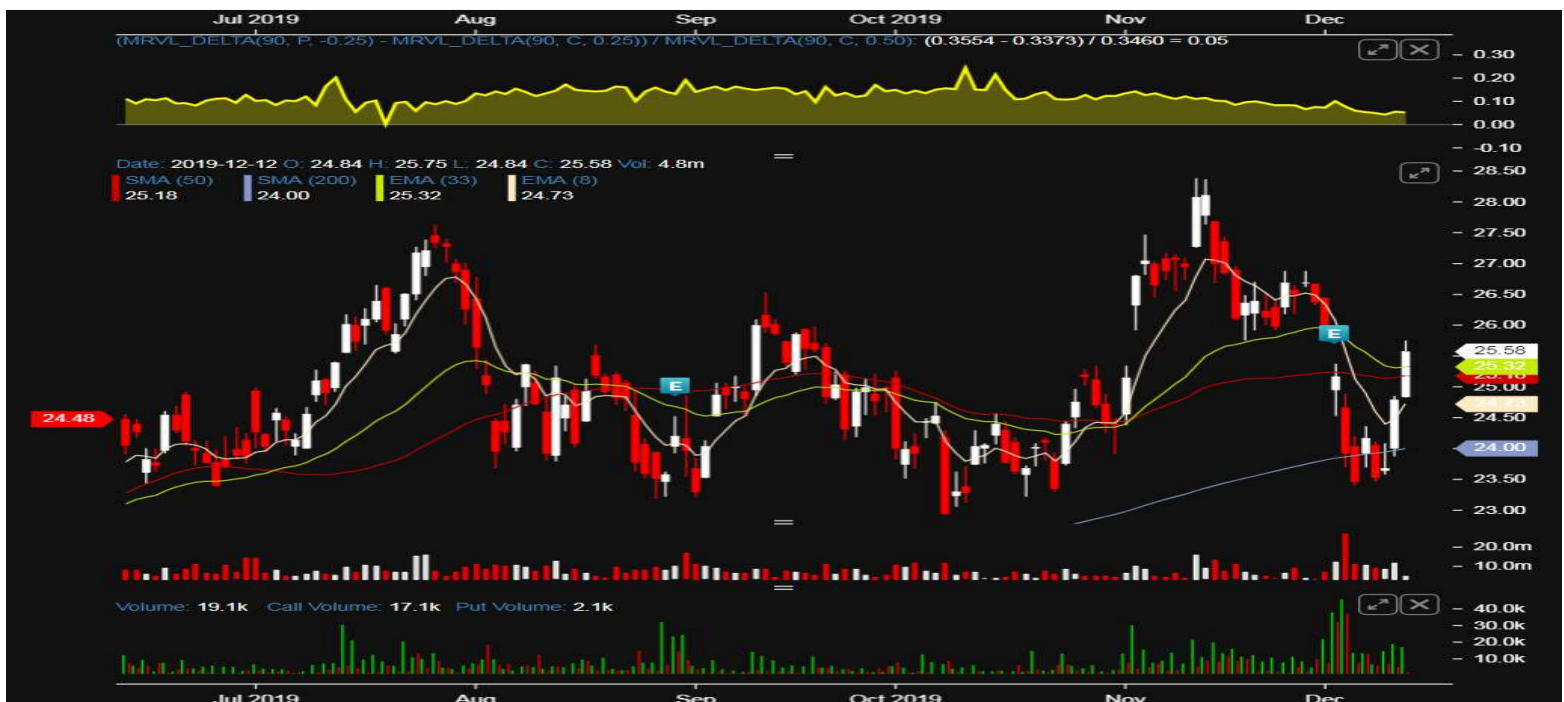 Jul 2019 Aug Sep Oct 2019 Nov Dec
(MRVL_DELTA(90, P, -0.25) - MRVL_DELTA(90, C, 0.25)) / MRVL_DELTA(90, C, 0.50): (0.3554 - 0.3373) / 0.3460 = 0.05
0.30
0.20
0.10
0.00
-0.10
Date: 2019-12-12 O: 24.84 H: 25.75 L: 24.84 C: 25.58 Vol: 4.8m
SMA (50) SMA (200) EMA (33) EMA (8)
25.18 24.00 25.32 24.73
28.50
28.00
27.50
27.00
26.50
26.00
E
25.58
25.32
25.18
E
25.00
24.73
24.50
24.48
24.00
23.50
23.00
20.0m
10.0m
Volume: 19.1k Call Volume: 17.1k Put Volume: 2.1k
40.0k
30.0k
20.0k
10.0k
Jul 2019 Aug Sep Oct 2019 Nov Dec